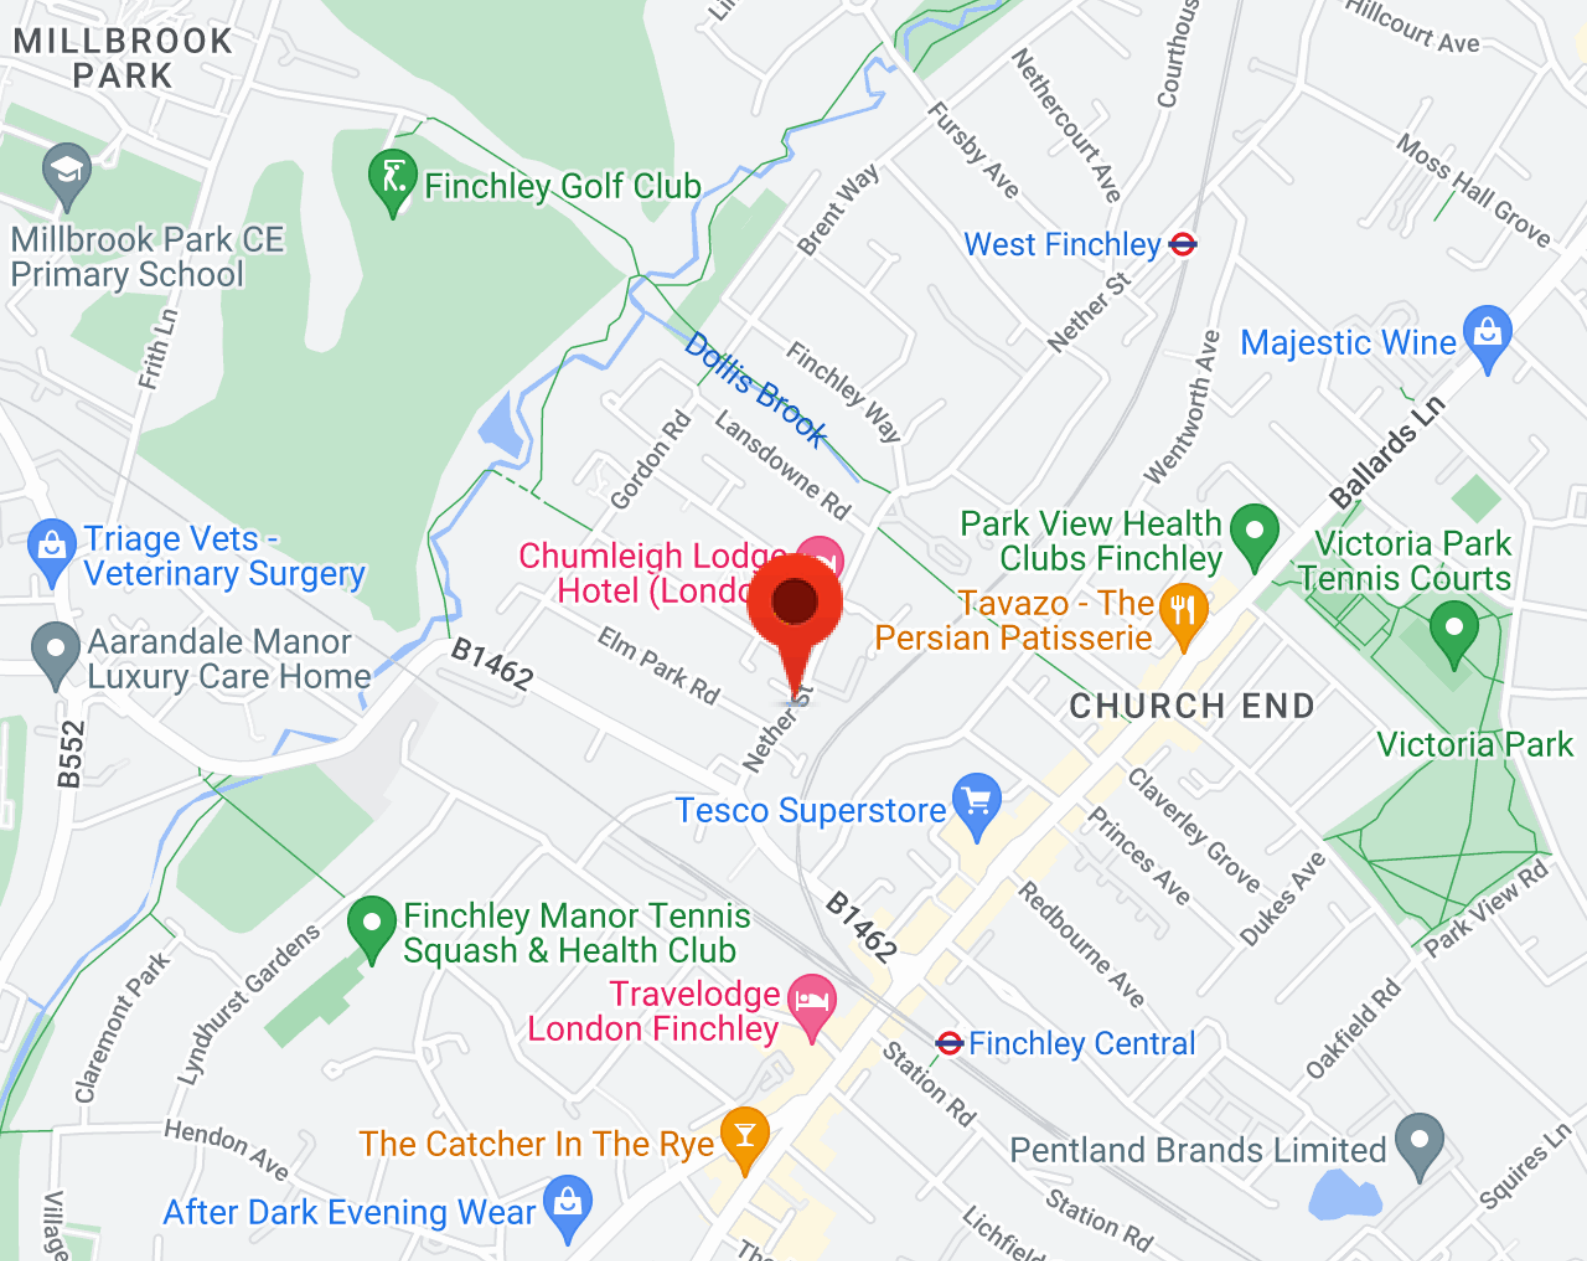 MILLBROOK
PARK
Hillcourt Ave
Courthous
Nethercourt Ave
Fursby Ave
Moss Hall Grove
Millbrook Park CE
Primary School
Finchley Golf Club
Brent Way
West Finchley
Nether St
Frith Ln
Majestic Wine
Dollis Brook
Finchley Way
Wentworth Ave
Ballards Ln
Gordon Rd
Lansdowne Rd
Triage Vets -
Veterinary Surgery
Chumleigh Lodge
Hotel (Londo
Park View Health
Clubs Finchley
Victoria Park
Tennis Courts
Tavazo - The
Persian Patisserie
Aarandale Manor
Luxury Care Home
B1462
Elm Park Rd
Nether St
CHURCH END
Victoria Park
B552
Tesco Superstore
Claverley Grove
Princes Ave
Dukes Ave
Park View Rd
B1462
Redbourne Ave
Finchley Manor Tennis
Squash & Health Club
Claremont Park
Lyndhurst Gardens
Travelodge
London Finchley
Finchley Central
Oakfield Rd
Station Rd
Hendon Ave
The Catcher In The Rye
Pentland Brands Limited
Squires Ln
After Dark Evening Wear
Village
Station Rd
Lichfield